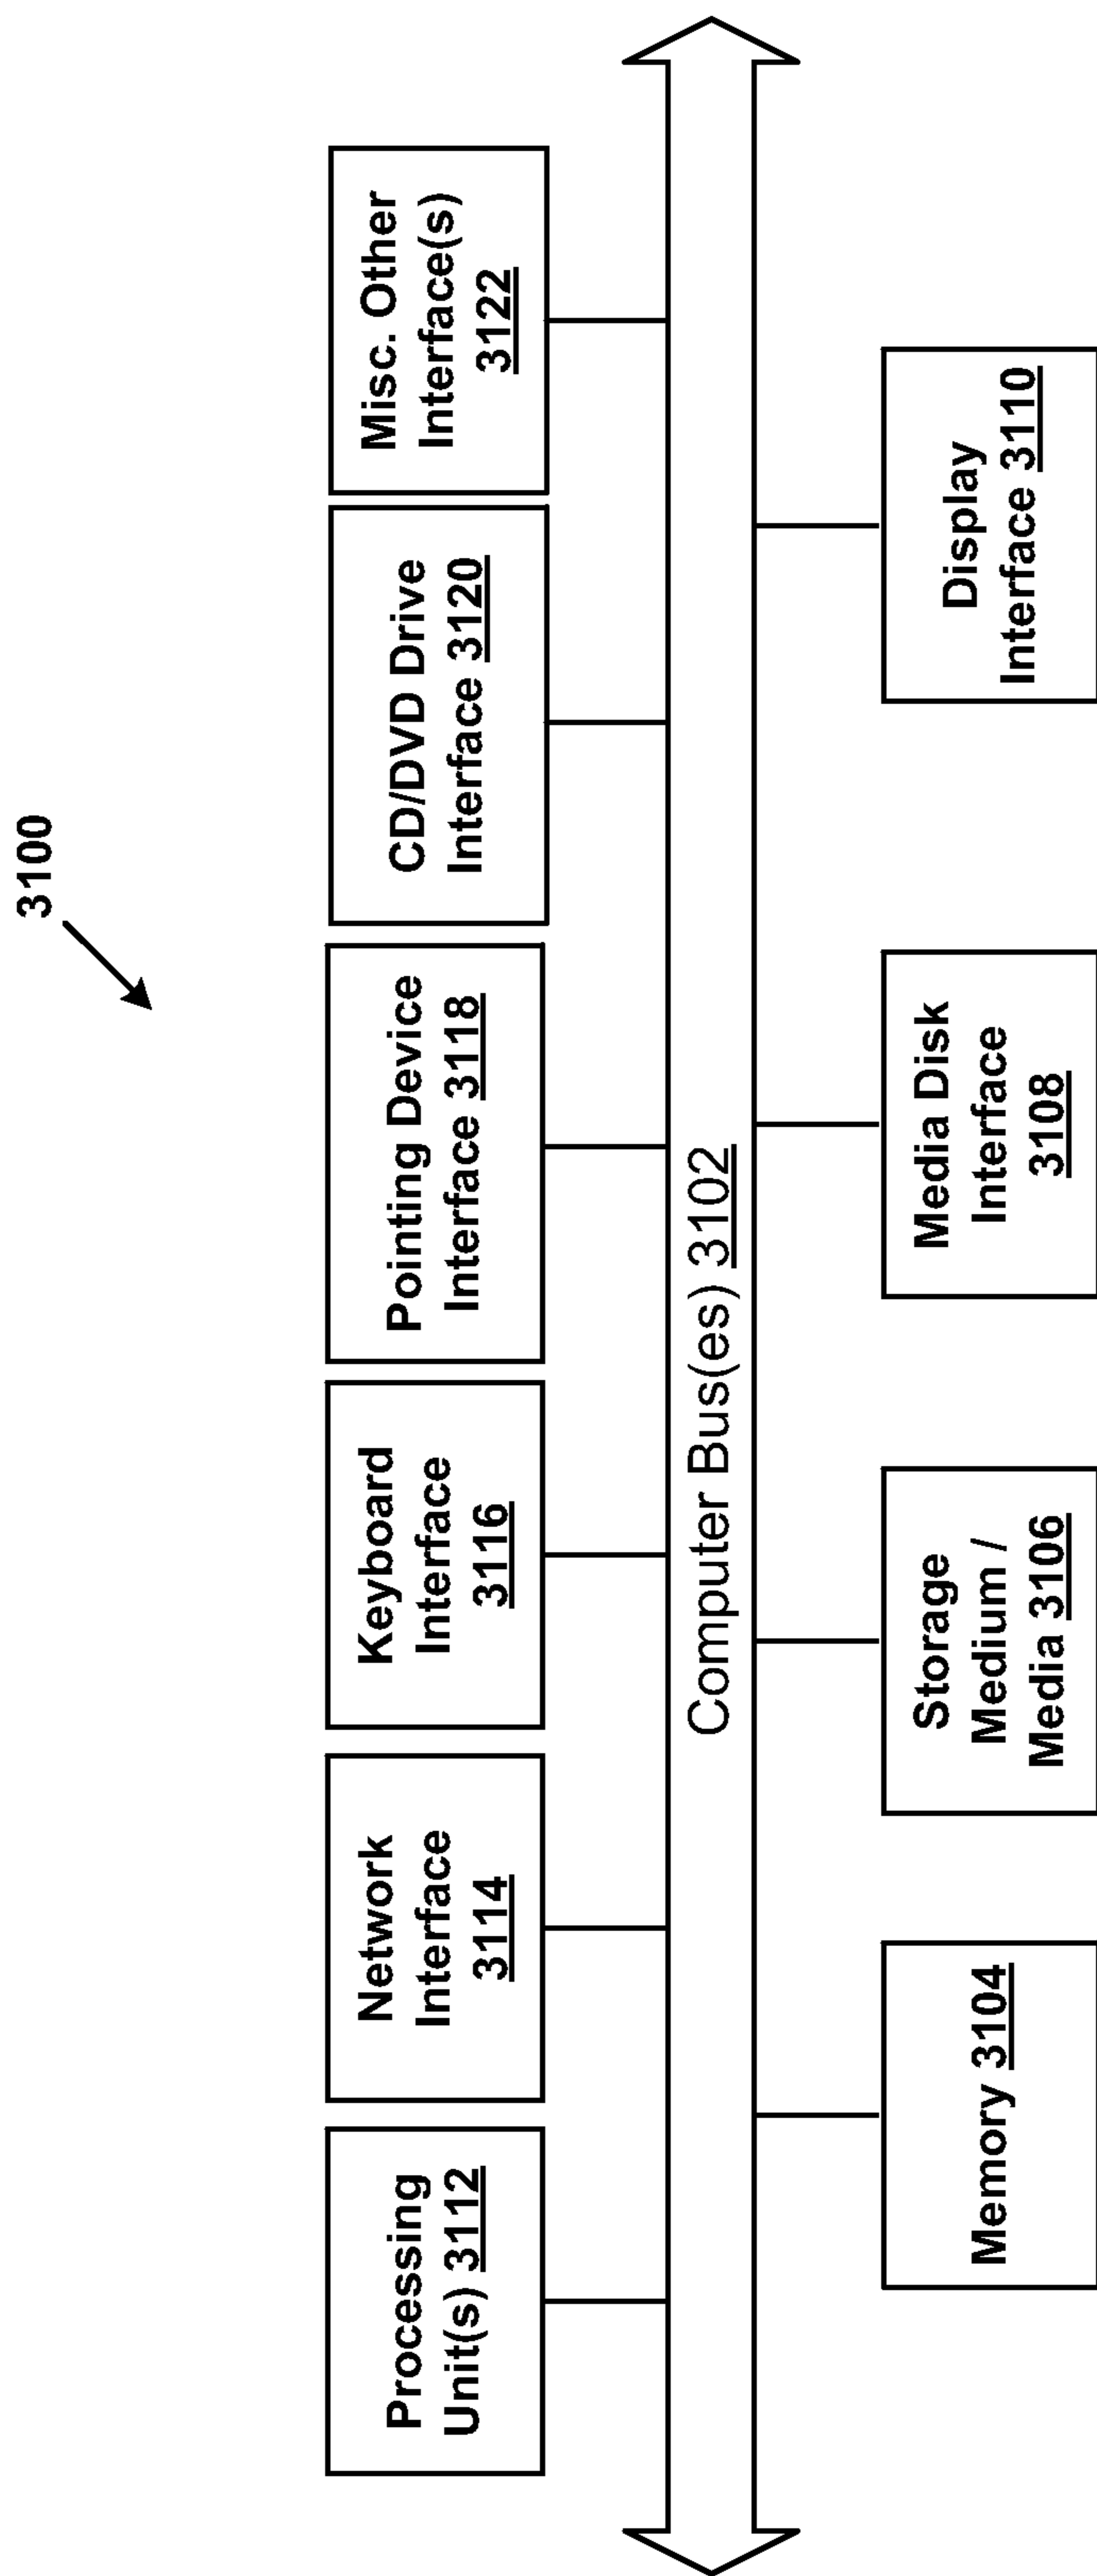 3100
Processing
Unit(s) 3112
Network
Interface
3114
Keyboard
Interface
3116
Pointing Device
Interface 3118
CD/DVD Drive
Interface 3120
Misc. Other
Interface(s)
3122
Computer Bus(es) 3102
Memory 3104
Storage
Medium /
Media 3106
Media Disk
Interface
3108
Display
Interface 3110